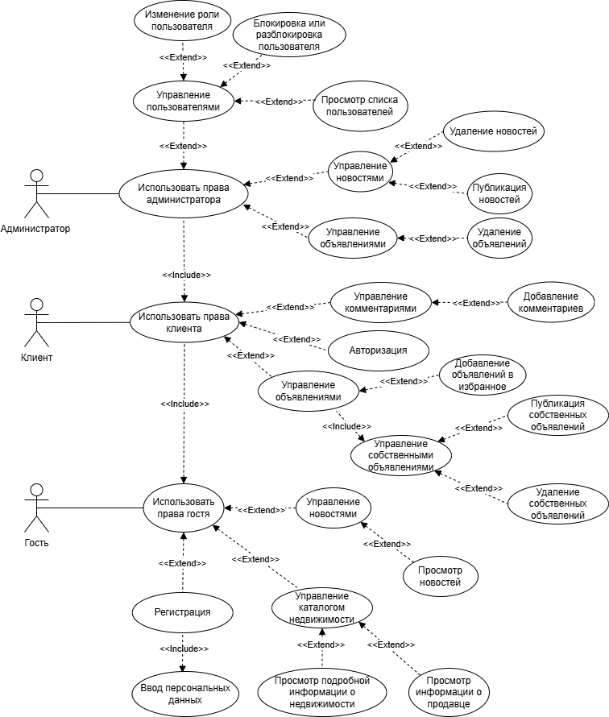 Изменение роли
пользователя
Блокировка или
разблокировка
пользователя
<<Extend>>
<<Extend>>
Управление
пользователями
<<Extend>>
Просмотр списка
пользователей
<<Extend>>
Удаление новостей
<<Extend>>
Управление
новостями
<<Extend>>
<<Extend>>
Публикация
новостей
Использовать права
администратора
Администратор
<<Extend>>
Управление
объявлениями
<<Extend>>
Удаление
объявлений
<<Include>>
Управление
комментариями
<<Extend>>
Добавление
комментариев
<<Extend>>
Использовать права
клиента
Клиент
<<Extend>>
Авторизация
<<Extend>>
Управление
объявлениями
<<Extend>>
Добавление
объявлений в
избранное
<<Include>>
<<Include>>
Публикация
собственных
объявлений
<<Extend>>
Управление
собственными
объявлениями
<<Extend>>
Удаление
собственных
объявлений
Использовать
права гостя
Гость
<<Extend>>
Управление
новостями
<<Extend>>
Просмотр
новостей
<<Extend>>
<<Extend>>
Регистрация
Управление
каталогом
недвижимости
<<Include>>
<<Extend>>
<<Extend>>
Ввод персональных
данных
Просмотр подробной
информации о
недвижимости
Просмотр
информации о
продавце